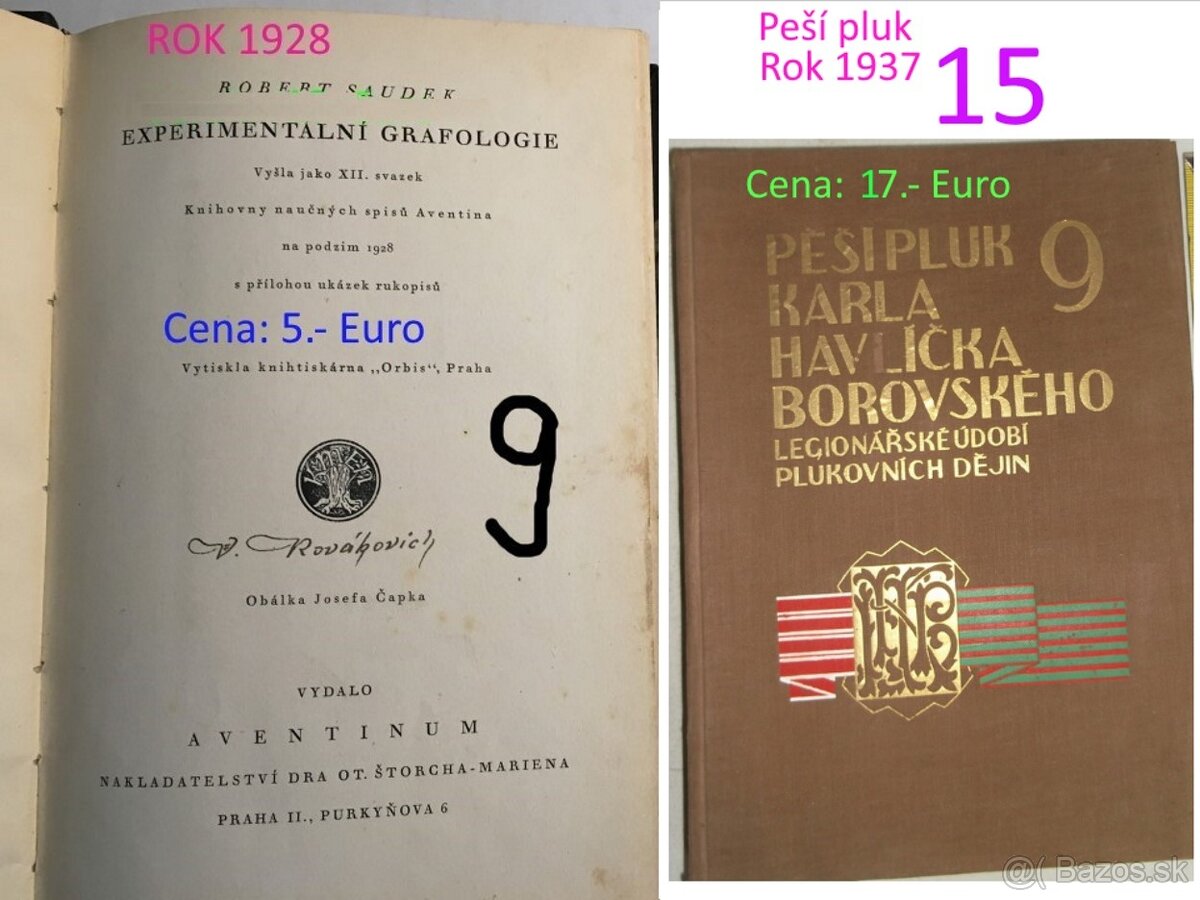 ROK 1928
ROBERT SAUDEK
EXPERIMENTALNÍ GRAFOLOGIE
Vyšla jako XII. svazek
Knihovny naučných spisů Aventina
na podzim 1928
s přílohou ukázek rukopisů
Cena: 5.- Euro
Vytiskla knihtiskárna „Orbis“, Praha
9
Obálka Josefa Čapka
VYDALO
AVENTINUM
NAKLADATELSTVÍ DRA OT. ŠTORCHA-MARIENA
PRAHA II., PURKYŇOVA 6
Peší pluk
Rok 1937
15
Cena: 17.- Euro
PĚŠÍ PLUK 9
KARLA
HAVLÍČKA
BOROVSKÉHO
LEGIONÁŘSKÉ ÚDOBÍ
PLUKOVNÍCH DĚJIN
@( Bazos.sk